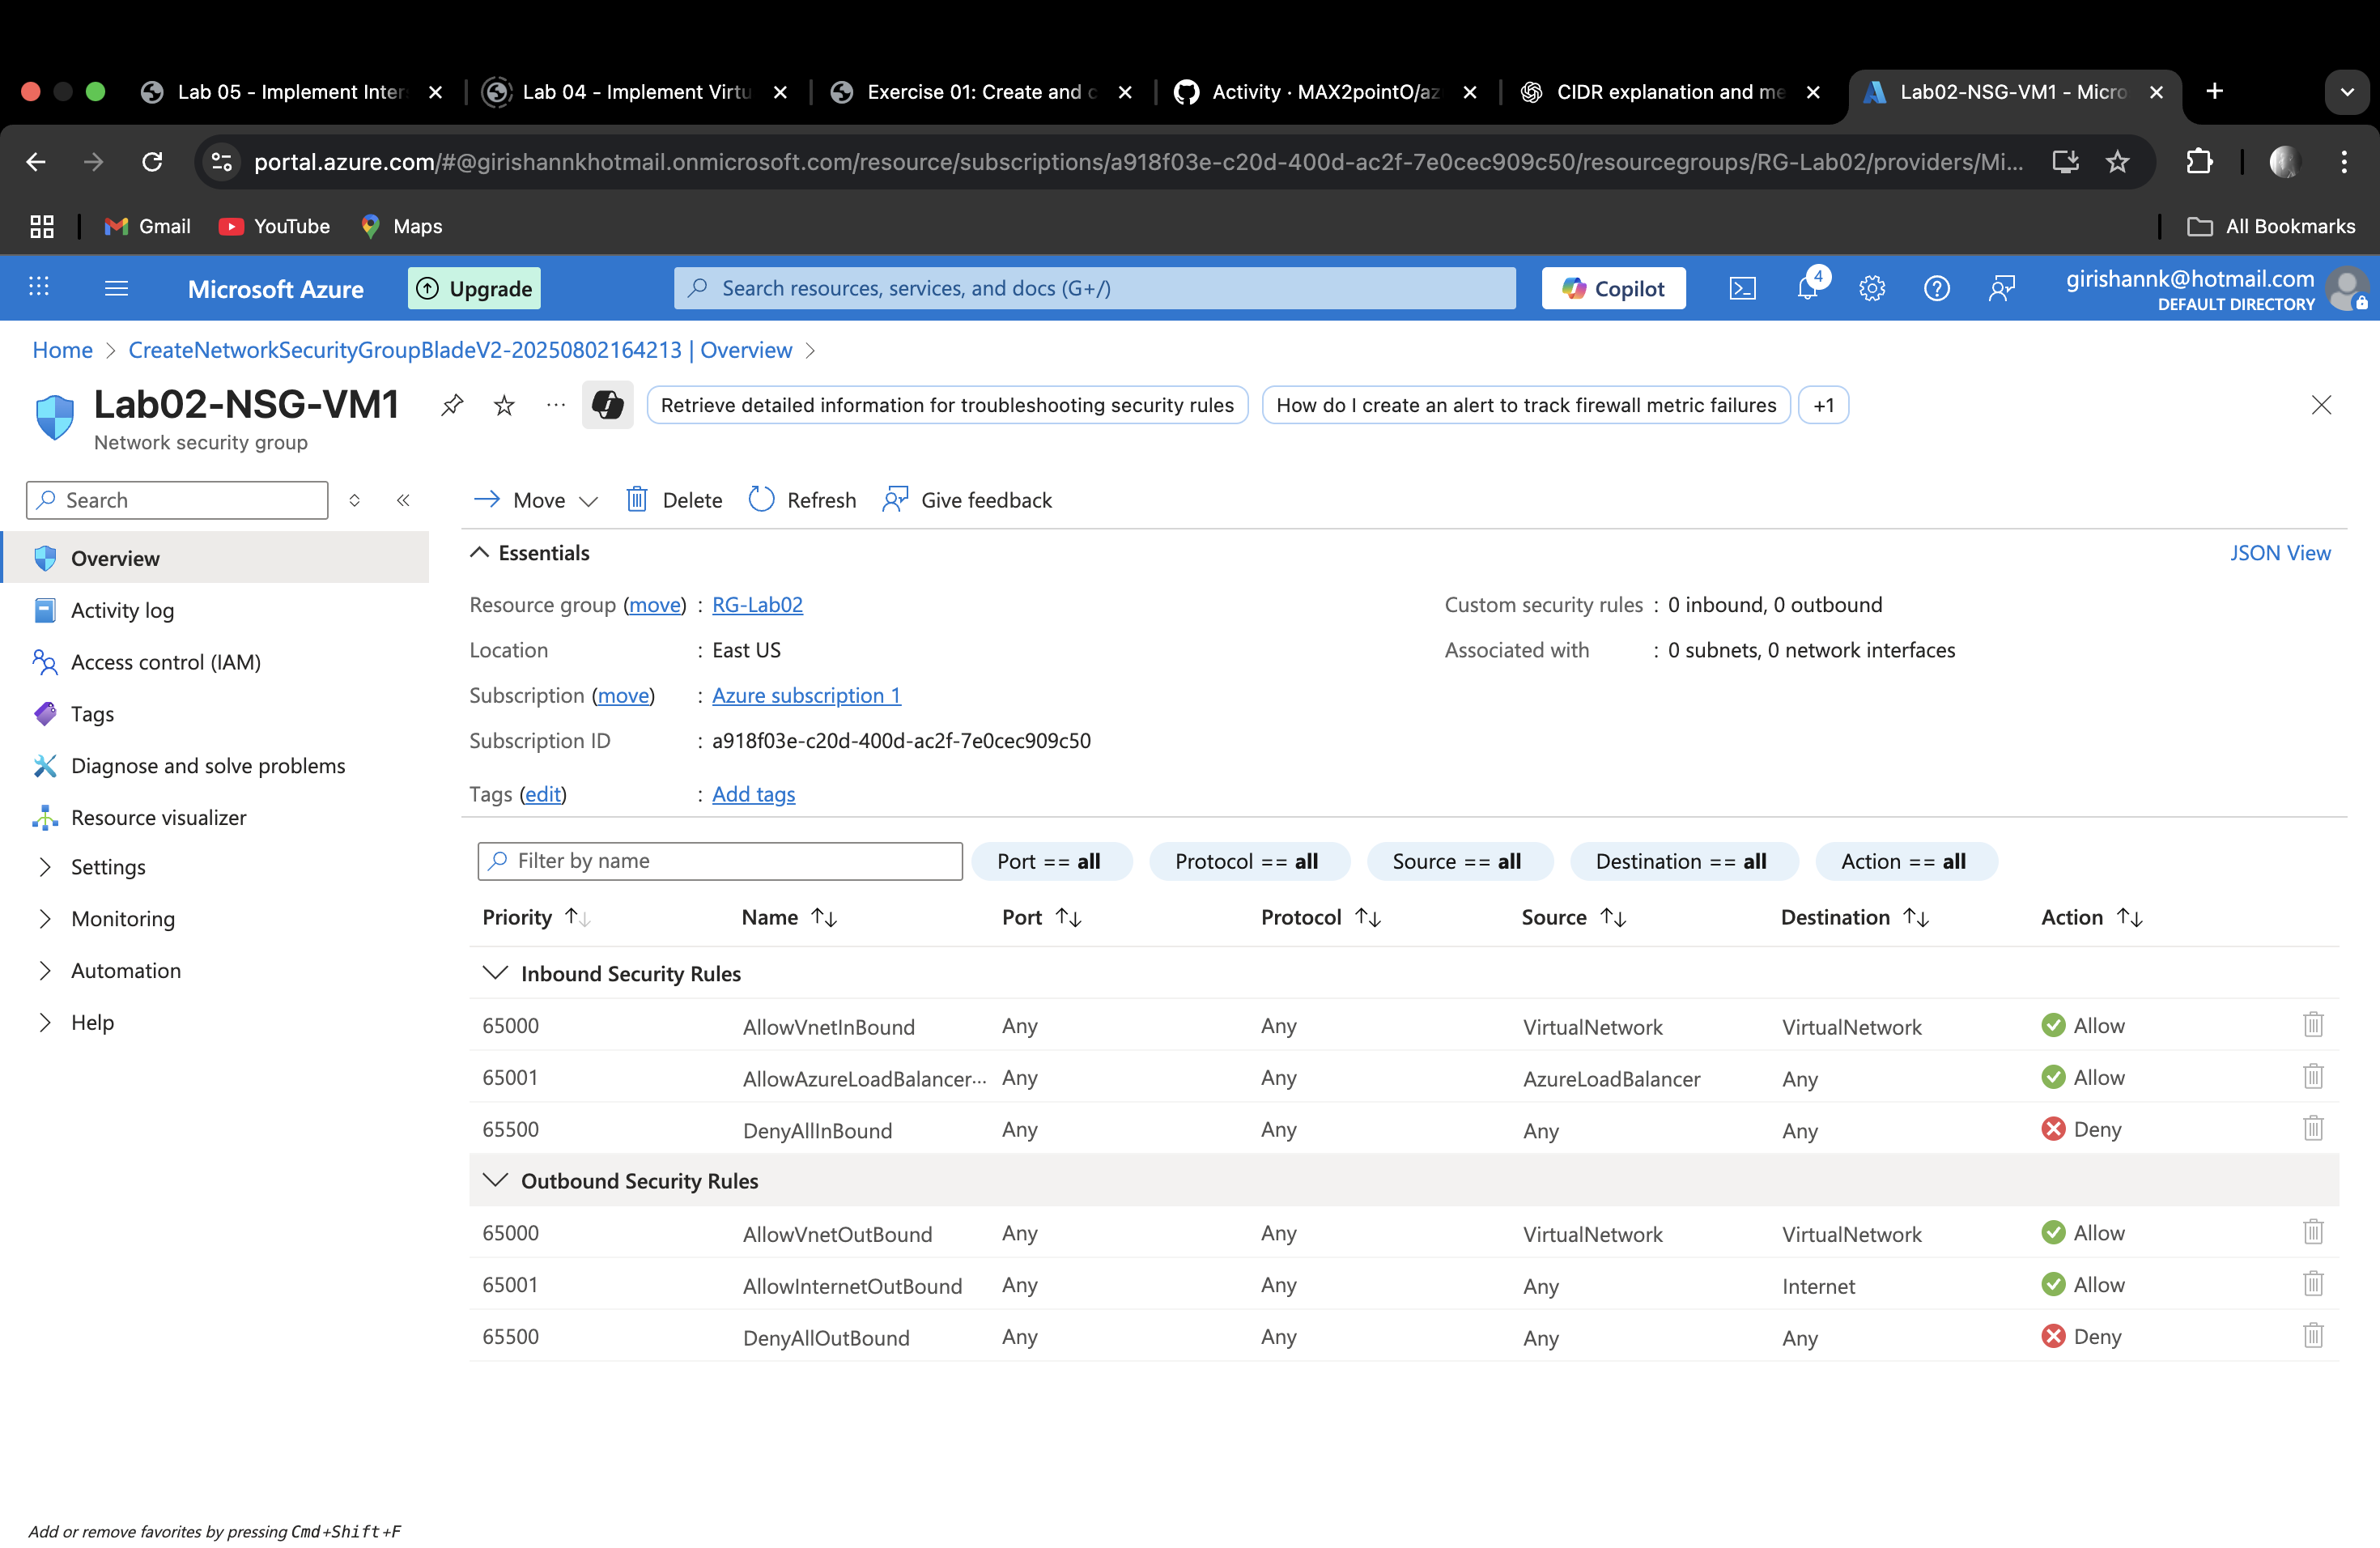 Lab 05 - Implement Inter
Lab 04 - Implement Virtu
Exercise 01: Create and c
Activity · MAX2pointO/az
CIDR explanation and me
Lab02-NSG-VM1 - Micro
portal.azure.com/#@girishannkhotmail.onmicrosoft.com/resource/subscriptions/a918f03e-c20d-400d-ac2f-7e0cec909c50/resourcegroups/RG-Lab02/providers/Mi...
Gmail
YouTube
Maps
All Bookmarks
Microsoft Azure
Upgrade
Search resources, services, and docs (G+/)
Copilot
4
girishannk@hotmail.com
DEFAULT DIRECTORY
Home > CreateNetworkSecurityGroupBladeV2-20250802164213 | Overview >
Lab02-NSG-VM1
Network security group
Retrieve detailed information for troubleshooting security rules
How do I create an alert to track firewall metric failures
+1
Search
Overview
Activity log
Access control (IAM)
Tags
Diagnose and solve problems
Resource visualizer
Settings
Monitoring
Automation
Help
Move
Delete
Refresh
Give feedback
Essentials
JSON View
Resource group (move) : RG-Lab02
Location : East US
Subscription (move) : Azure subscription 1
Subscription ID : a918f03e-c20d-400d-ac2f-7e0cec909c50
Tags (edit) : Add tags
Custom security rules : 0 inbound, 0 outbound
Associated with : 0 subnets, 0 network interfaces
Filter by name
Port == all
Protocol == all
Source == all
Destination == all
Action == all
Priority Name Port Protocol Source Destination Action
Inbound Security Rules
65000 AllowVnetInBound Any Any VirtualNetwork VirtualNetwork Allow
65001 AllowAzureLoadBalancer... Any Any AzureLoadBalancer Any Allow
65500 DenyAllInBound Any Any Any Any Deny
Outbound Security Rules
65000 AllowVnetOutBound Any Any VirtualNetwork VirtualNetwork Allow
65001 AllowInternetOutBound Any Any Any Internet Allow
65500 DenyAllOutBound Any Any Any Any Deny
Add or remove favorites by pressing Cmd+Shift+F